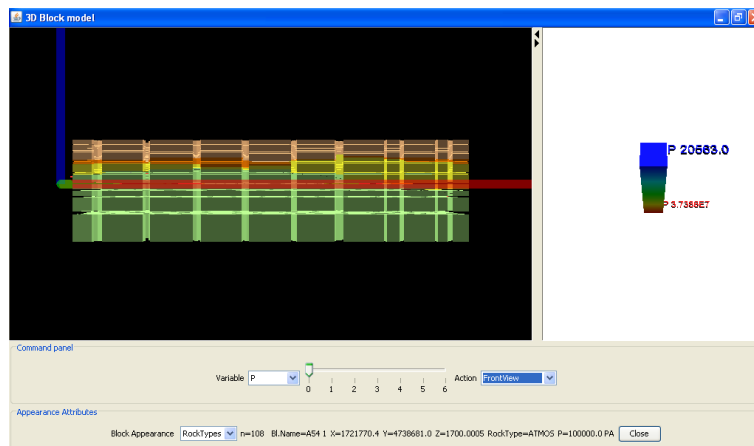 3D Block model
P 20563.0
P 3.7385E7
Command panel
Variable P 0 1 2 3 4 5 6 Action FrontView
Appearance Attributes
Block Appearance RockTypes n=108 Bl.Name=A54 1 X=1721770.4 Y=4738681.0 Z=1700.0005 RockType=ATMOS P=100000.0 PA Close